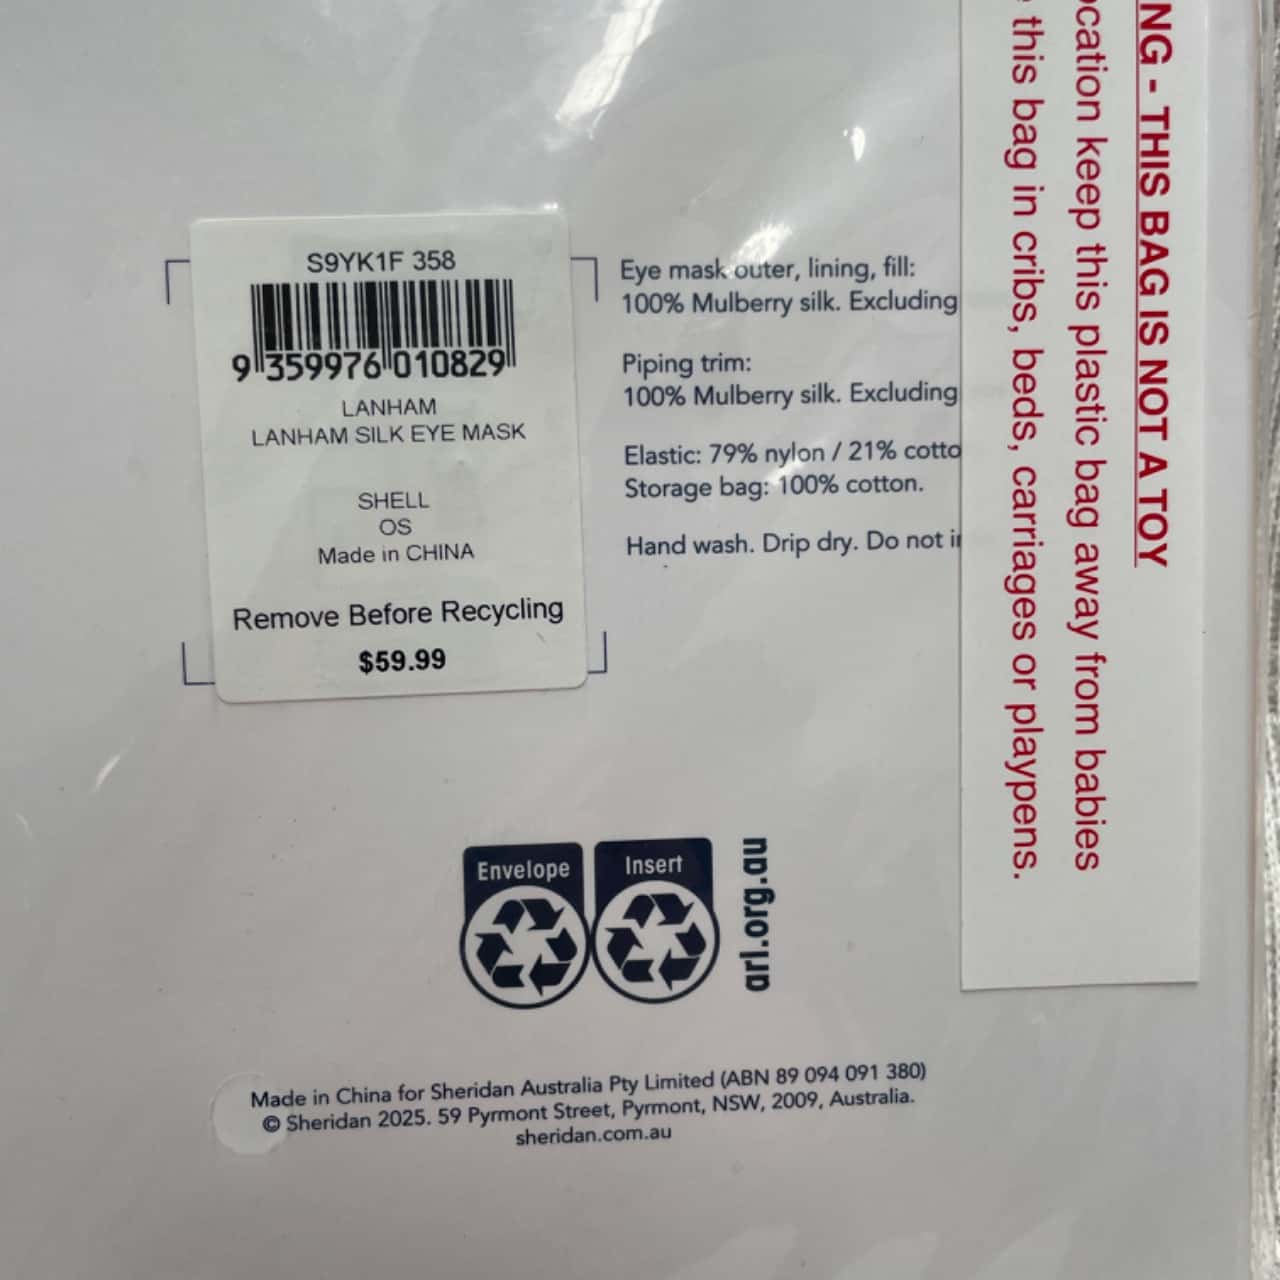 S9YK1F 358
9 359976 010829
LANHAM
LANHAM SILK EYE MASK
SHELL
OS
Made in CHINA
Remove Before Recycling
$59.99
Eye mask outer, lining, fill:
100% Mulberry silk. Excluding
Piping trim:
100% Mulberry silk. Excluding
Elastic: 79% nylon / 21% cotto
Storage bag: 100% cotton.
Hand wash. Drip dry. Do not
NG - THIS BAG IS NOT A TOY
ocation keep this plastic bag away from babies
this bag in cribs, beds, carriages or playpens.
Envelope
Insert
arl.org.au
Made in China for Sheridan Australia Pty Limited (ABN 89 094 091 380)
© Sheridan 2025. 59 Pyrmont Street, Pyrmont, NSW, 2009, Australia.
sheridan.com.au